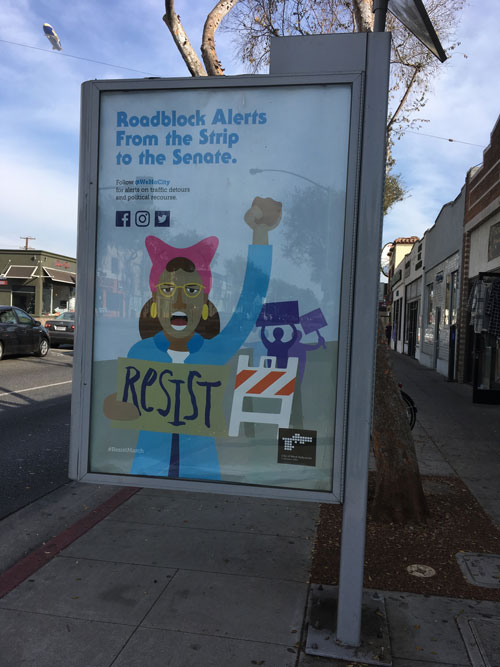 Roadblock Alerts
From the Strip
to the Senate.
Follow @WeHoCity
for alerts on traffic detours
and political recourse.
RESIST
#ResistMarch